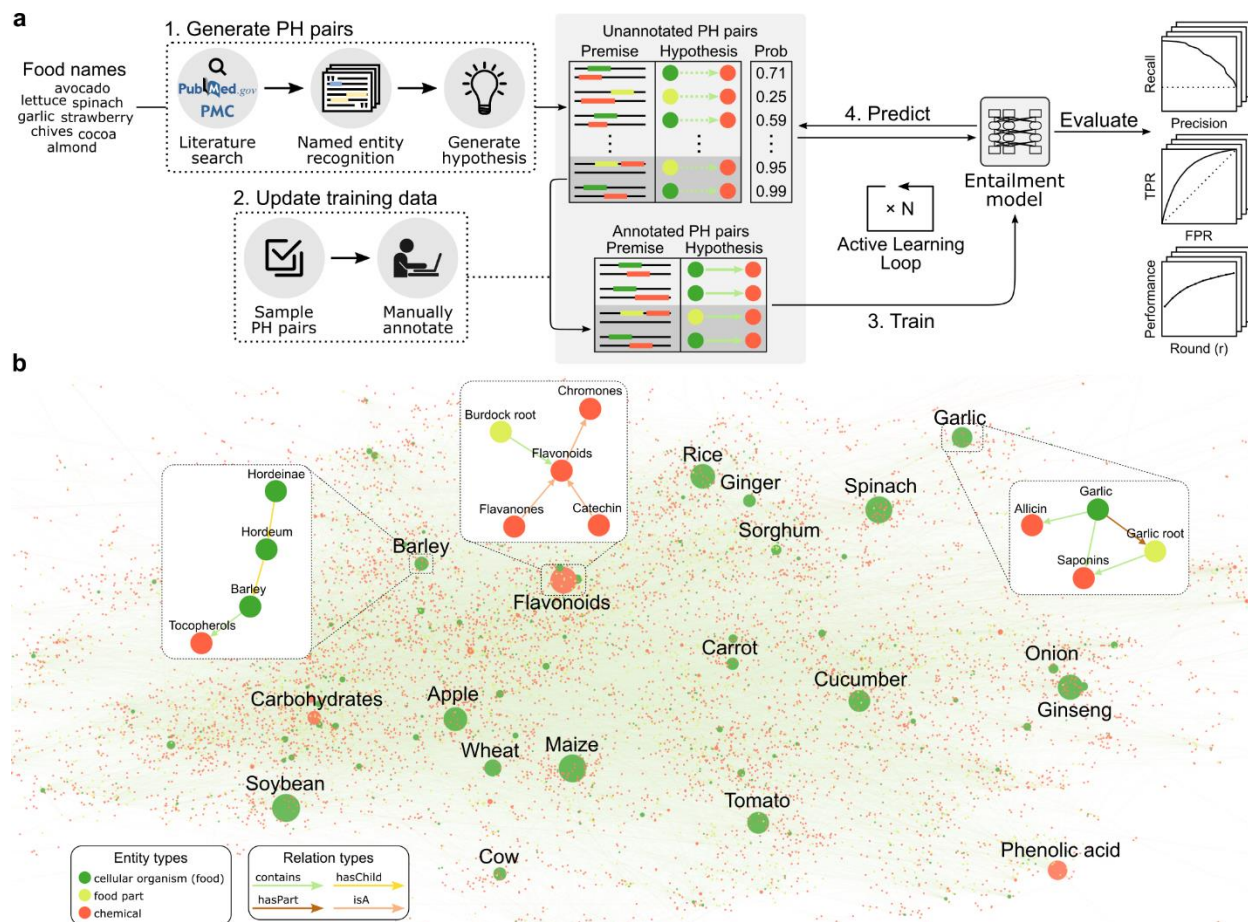 a
1. Generate PH pairs
Food names
avocado
lettuce spinach
garlic strawberry
chives cocoa
almond
PubMed.gov
PMC
Literature
search
Named entity
recognition
Generate
hypothesis
2. Update training data
Sample
PH pairs
Manually
annotate
Unannotated PH pairs
Premise Hypothesis Prob
0.71
0.25
0.59
0.95
0.99
Annotated PH pairs
Premise Hypothesis
4. Predict
Entailment
model
× N
Active Learning
Loop
3. Train
Evaluate
Recall
Precision
TPR
FPR
Performance
Round (r)
b
Hordeinae
Hordeum
Barley
Tocopherols
Barley
Chromones
Burdock root
Flavonoids
Flavanones
Catechin
Flavonoids
Rice
Ginger
Sorghum
Spinach
Garlic
Garlic
Allicin
Garlic root
Saponins
Carrot
Onion
Ginseng
Cucumber
Carbohydrates
Apple
Wheat
Maize
Soybean
Tomato
Cow
Phenolic acid
Entity types
cellular organism (food)
food part
chemical
Relation types
contains
hasChild
hasPart
isA